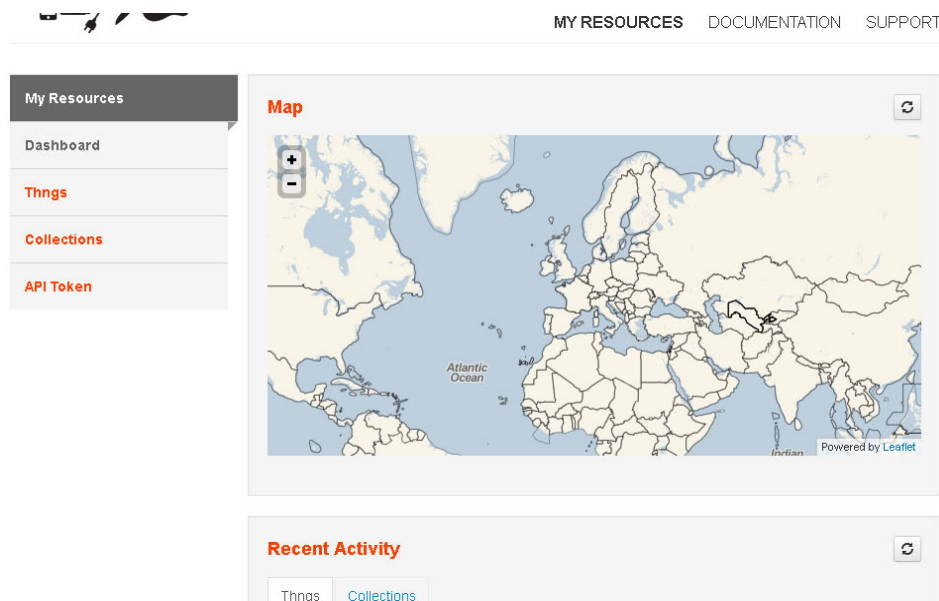 MY RESOURCES DOCUMENTATION SUPPORT
My Resources
Dashboard
Thngs
Collections
API Token
Map
+
-
Atlantic
Ocean
Indian
Powered by Leaflet
Recent Activity
Thngs Collections